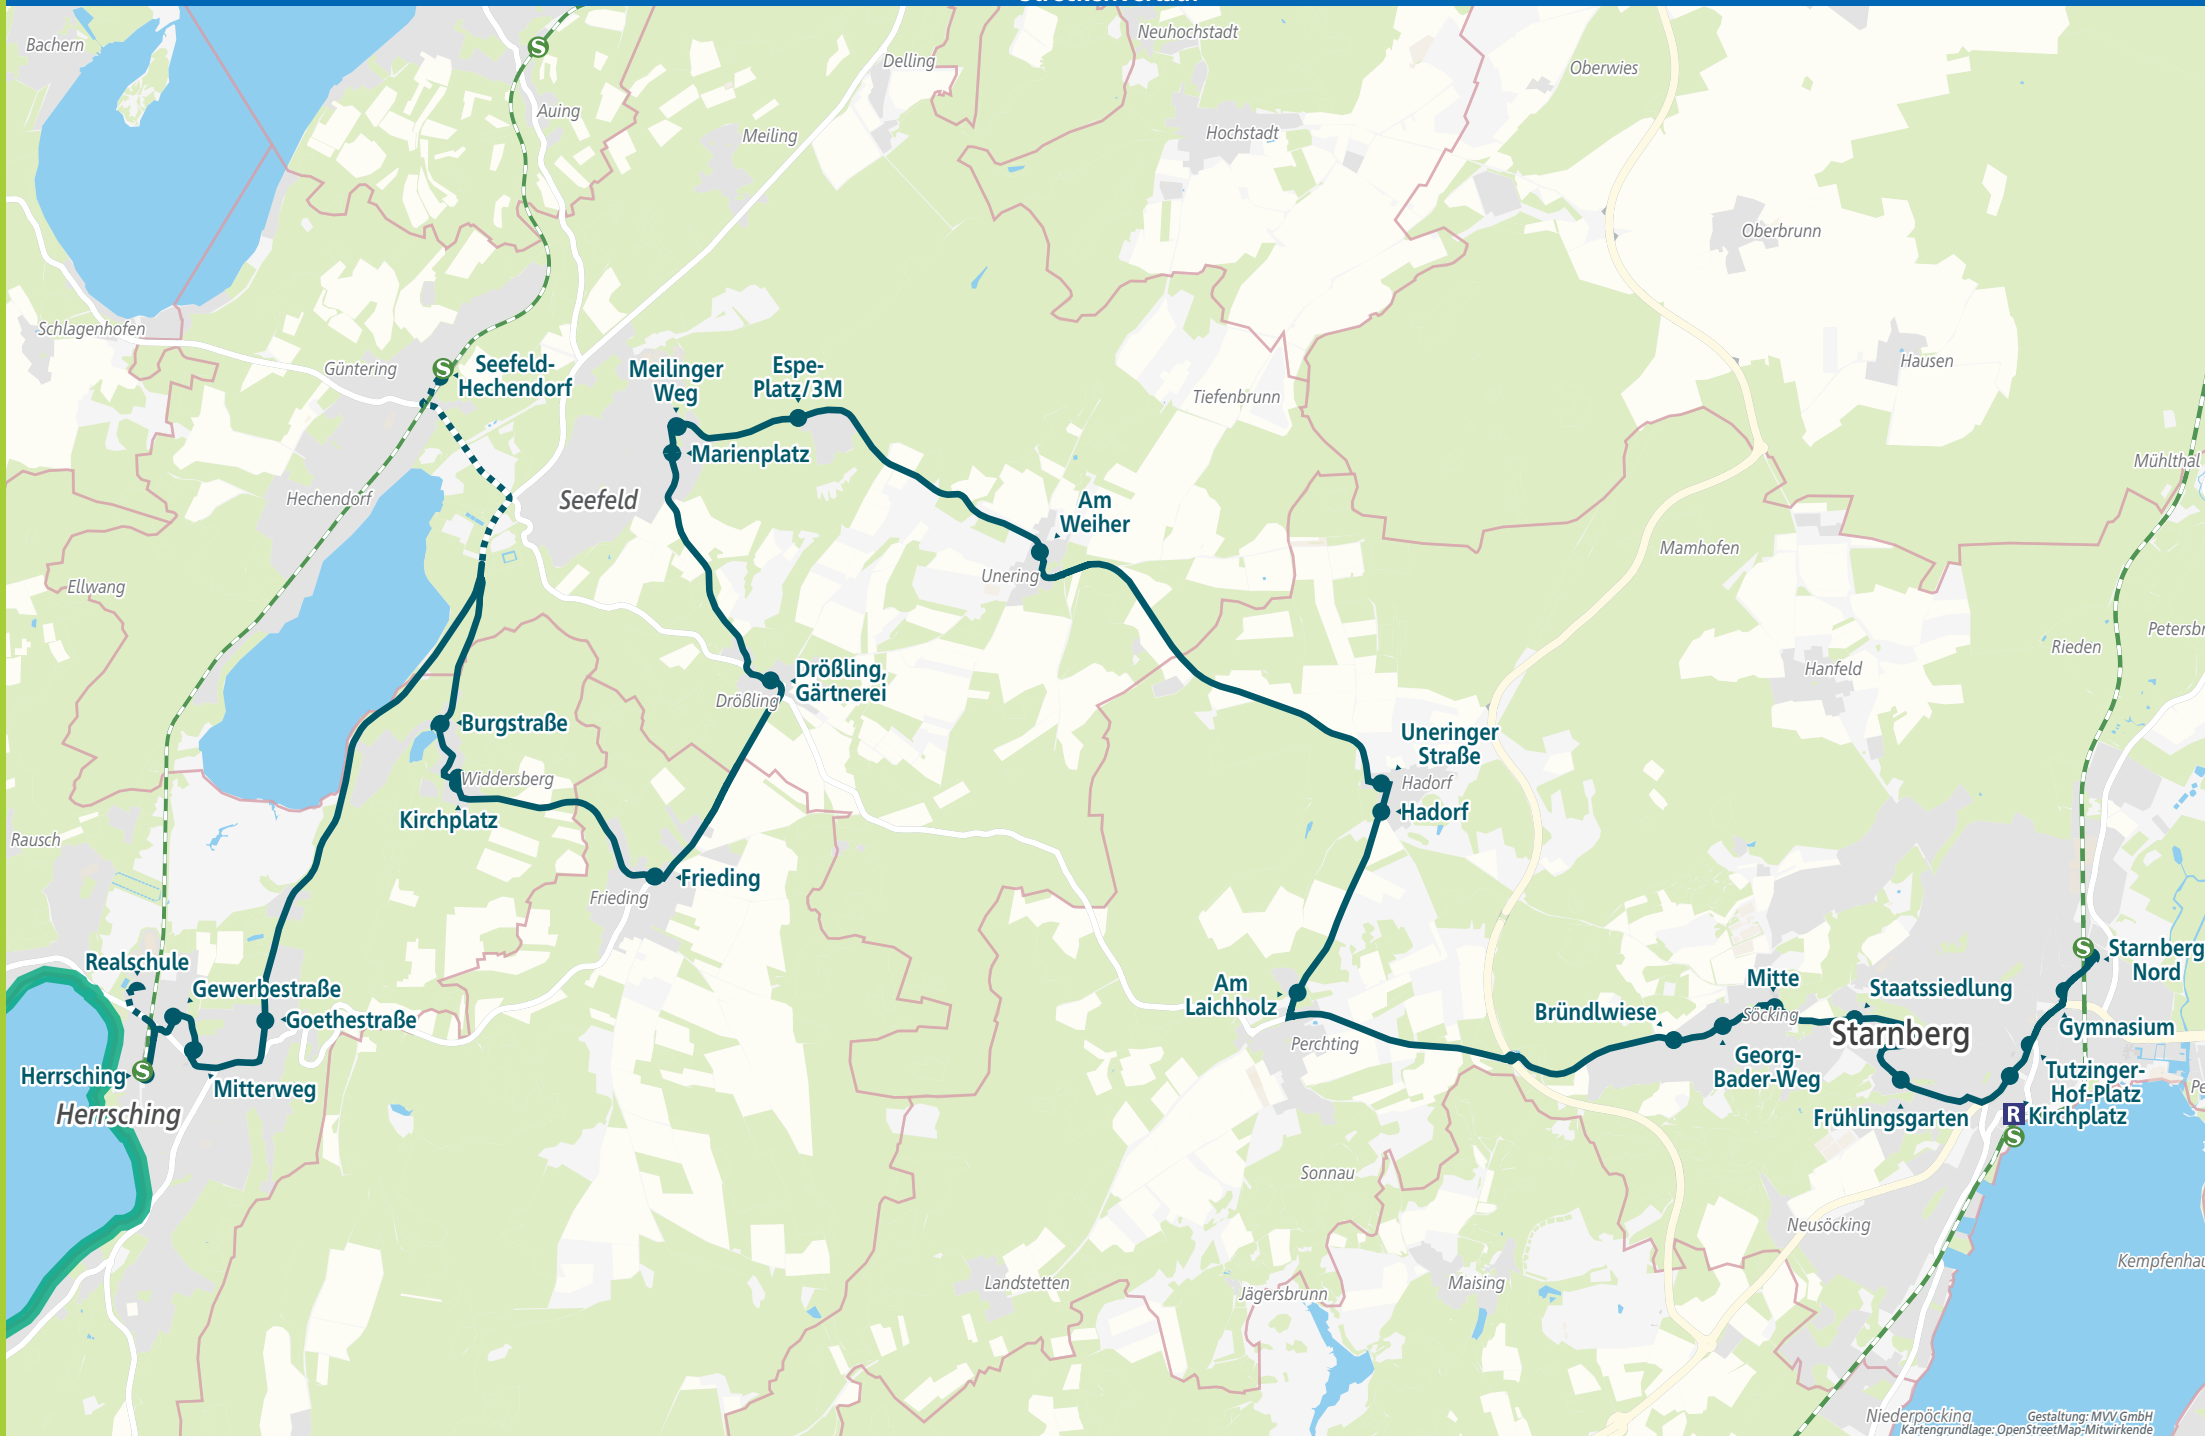 Bachern
Neuhochstadt
Delling
Oberwies
Auing
Meiling
Hochstadt
Oberbrunn
Schlagenhofen
Güntering
S
S
Seefeld-
Hechendorf
Meilinger
Weg
Espe-
Platz/3M
Tiefenbrunn
Hausen
Marienplatz
Mühlthal
Hechendorf
Seefeld
Am
Weiher
Mamhofen
Unering
Ellwang
Petersbr
Rieden
Drößling,
Gärtnerei
Drößling
Hanfeld
Burgstraße
Uneringer
Straße
Widdersberg
Hadorf
Hadorf
Kirchplatz
Rausch
Frieding
Frieding
Realschule
Gewerbestraße
Goethestraße
Am
Laichholz
Mitte
Staatssiedlung
S
Starnberg
Nord
Bründlwiese
Söcking
Starnberg
Gymnasium
Perchting
Georg-
Bader-Weg
Herrsching
S
Mitterweg
Tutzinger-
Hof-Platz
Pe
Herrsching
Frühlingsgarten
R
Kirchplatz
S
Sonnau
Neusöcking
Kempfenhau
Landstetten
Jägersbrunn
Maising
Niederpöcking
Gestaltung: MVV GmbH
Kartengrundlage: OpenStreetMap-Mitwirkende